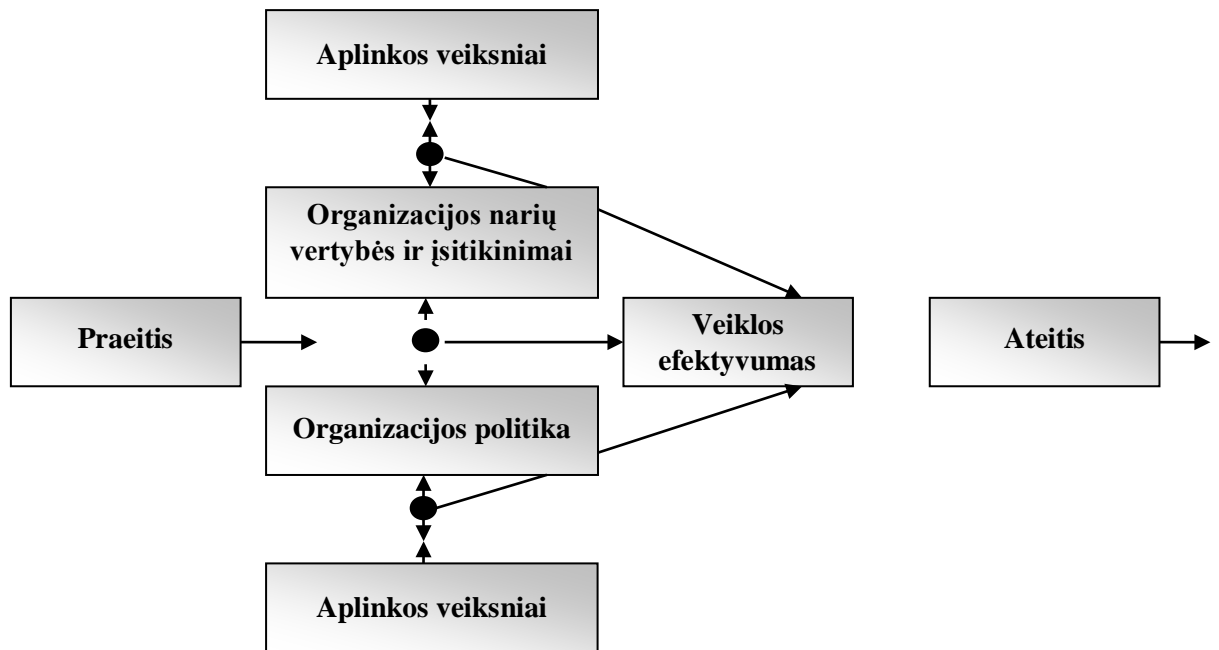 Aplinkos veiksniai
Organizacijos narių
vertybės ir įsitikinimai
Praeitis
Veiklos
efektyvumas
Ateitis
Organizacijos politika
Aplinkos veiksniai